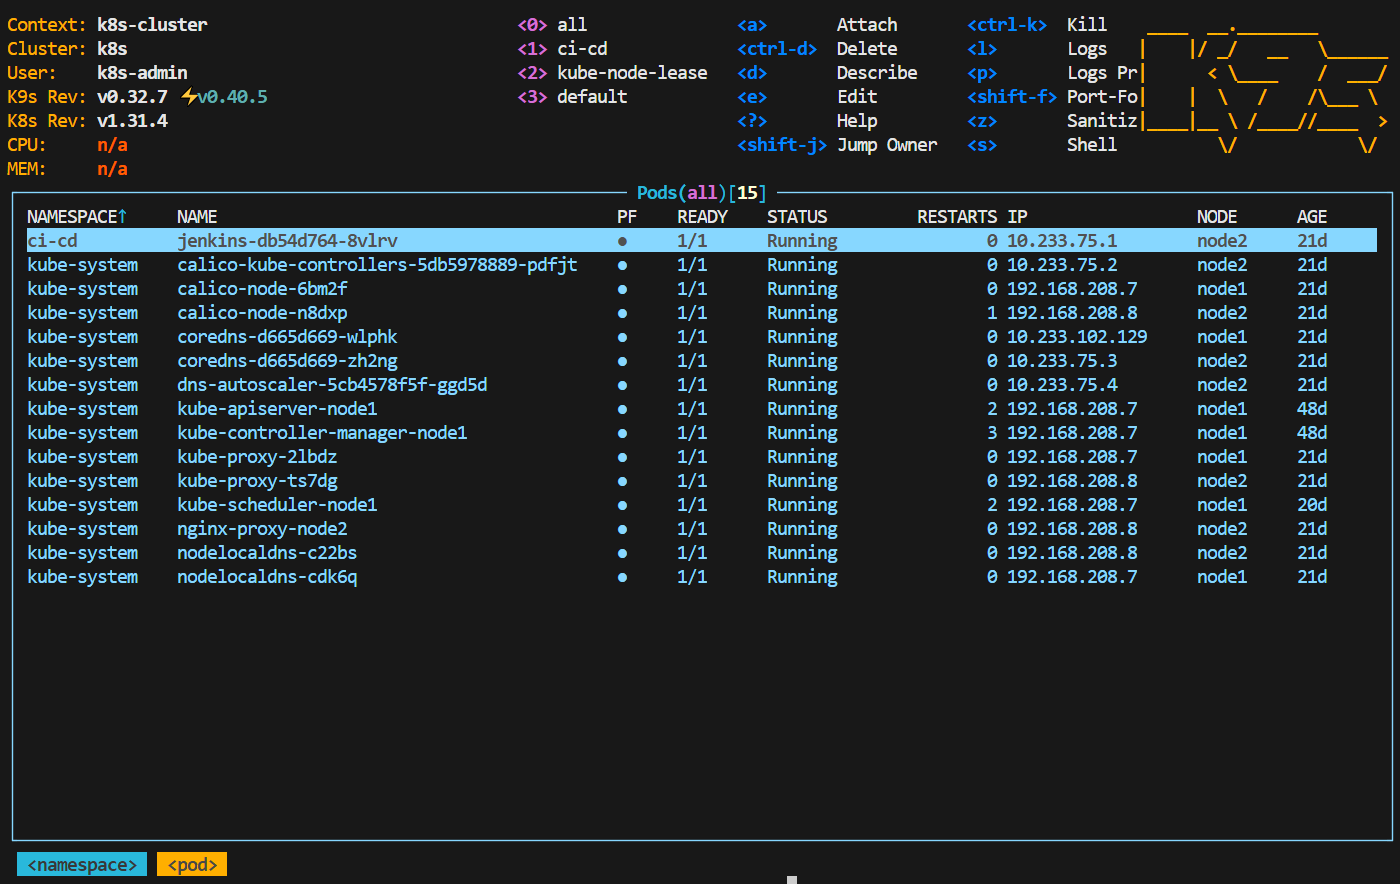 Context: k8s-cluster <0> all <a> Attach <ctrl-k> Kill
Cluster: k8s <1> ci-cd <ctrl-d> Delete <l> Logs
User: k8s-admin <2> kube-node-lease <d> Describe <p> Logs Pr
K9s Rev: v0.32.7 ⚡v0.40.5 <3> default <e> Edit <shift-f> Port-Fo
K8s Rev: v1.31.4 <?> Help <z> Sanitiz
CPU: n/a <shift-j> Jump Owner <s> Shell
MEM: n/a
Pods(all)[15]
NAMESPACE↑ NAME PF READY STATUS RESTARTS IP NODE AGE
ci-cd jenkins-db54d764-8vlrv ● 1/1 Running 0 10.233.75.1 node2 21d
kube-system calico-kube-controllers-5db5978889-pdfjt ● 1/1 Running 0 10.233.75.2 node2 21d
kube-system calico-node-6bm2f ● 1/1 Running 0 192.168.208.7 node1 21d
kube-system calico-node-n8dxp ● 1/1 Running 1 192.168.208.8 node2 21d
kube-system coredns-d665d669-wlphk ● 1/1 Running 0 10.233.102.129 node1 21d
kube-system coredns-d665d669-zh2ng ● 1/1 Running 0 10.233.75.3 node2 21d
kube-system dns-autoscaler-5cb4578f5f-ggd5d ● 1/1 Running 0 10.233.75.4 node2 21d
kube-system kube-apiserver-node1 ● 1/1 Running 2 192.168.208.7 node1 48d
kube-system kube-controller-manager-node1 ● 1/1 Running 3 192.168.208.7 node1 48d
kube-system kube-proxy-2lbdz ● 1/1 Running 0 192.168.208.7 node1 21d
kube-system kube-proxy-ts7dg ● 1/1 Running 0 192.168.208.8 node2 21d
kube-system kube-scheduler-node1 ● 1/1 Running 2 192.168.208.7 node1 20d
kube-system nginx-proxy-node2 ● 1/1 Running 0 192.168.208.8 node2 21d
kube-system nodelocaldns-c22bs ● 1/1 Running 0 192.168.208.8 node2 21d
kube-system nodelocaldns-cdk6q ● 1/1 Running 0 192.168.208.7 node1 21d
<namespace> <pod>